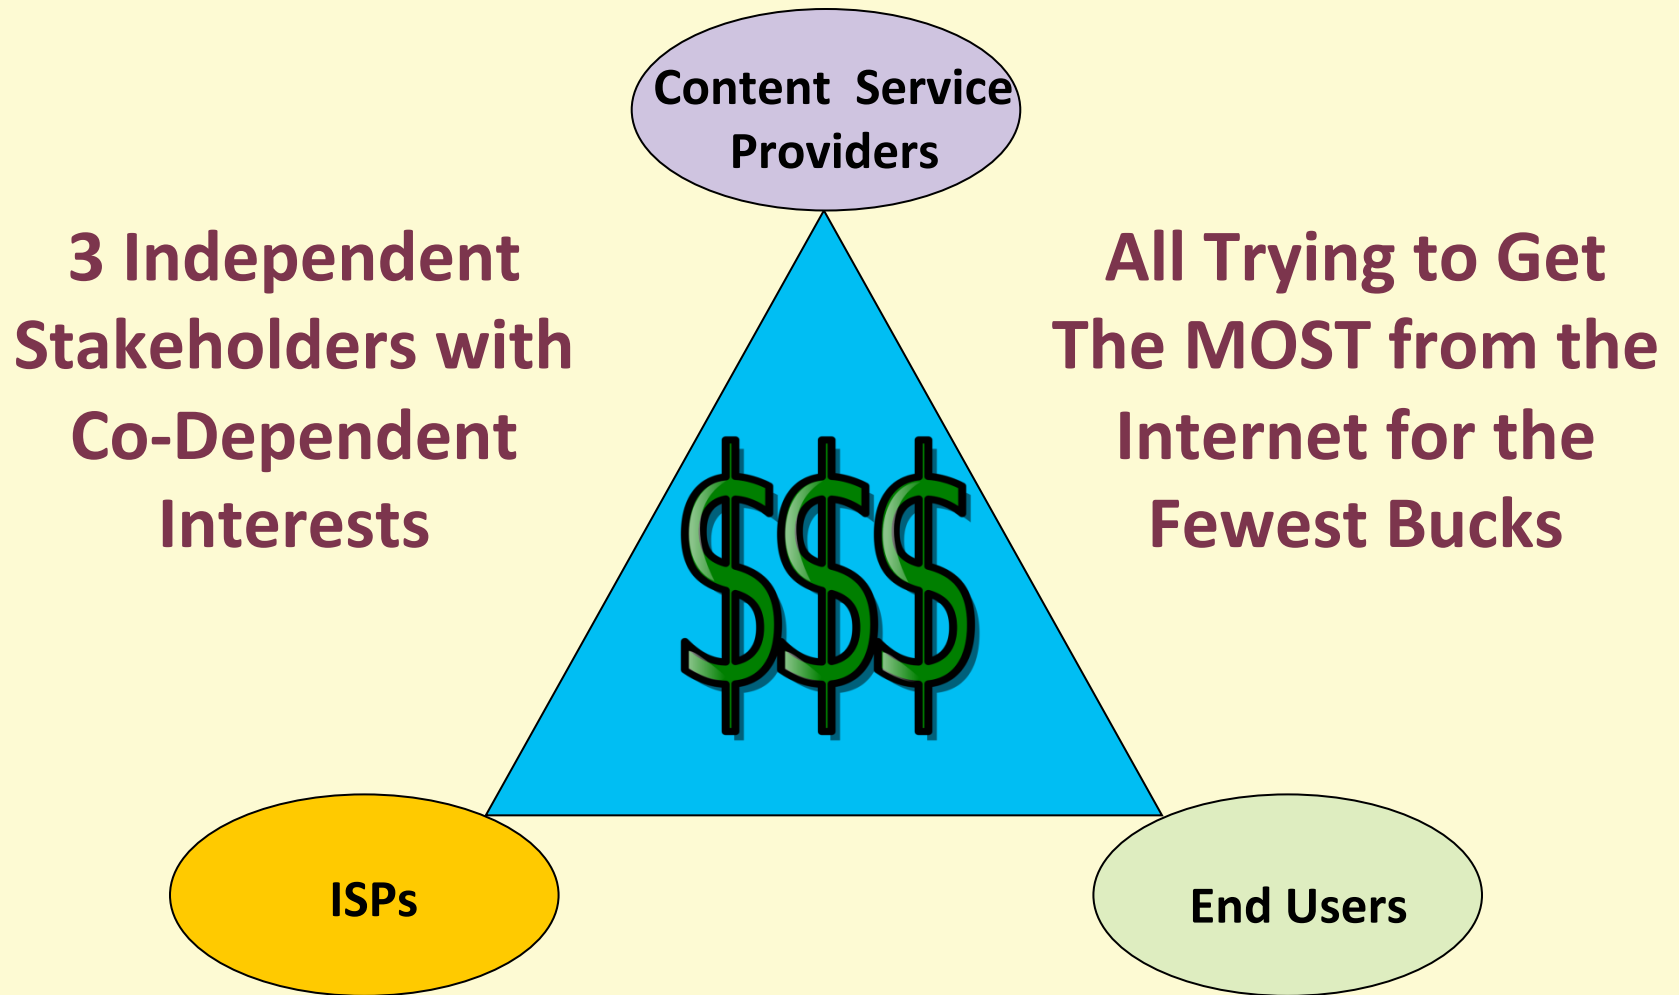 Content Service
Providers
3 Independent
Stakeholders with
Co-Dependent
Interests
All Trying to Get
The MOST from the
Internet for the
Fewest Bucks
$$$
ISPs
End Users